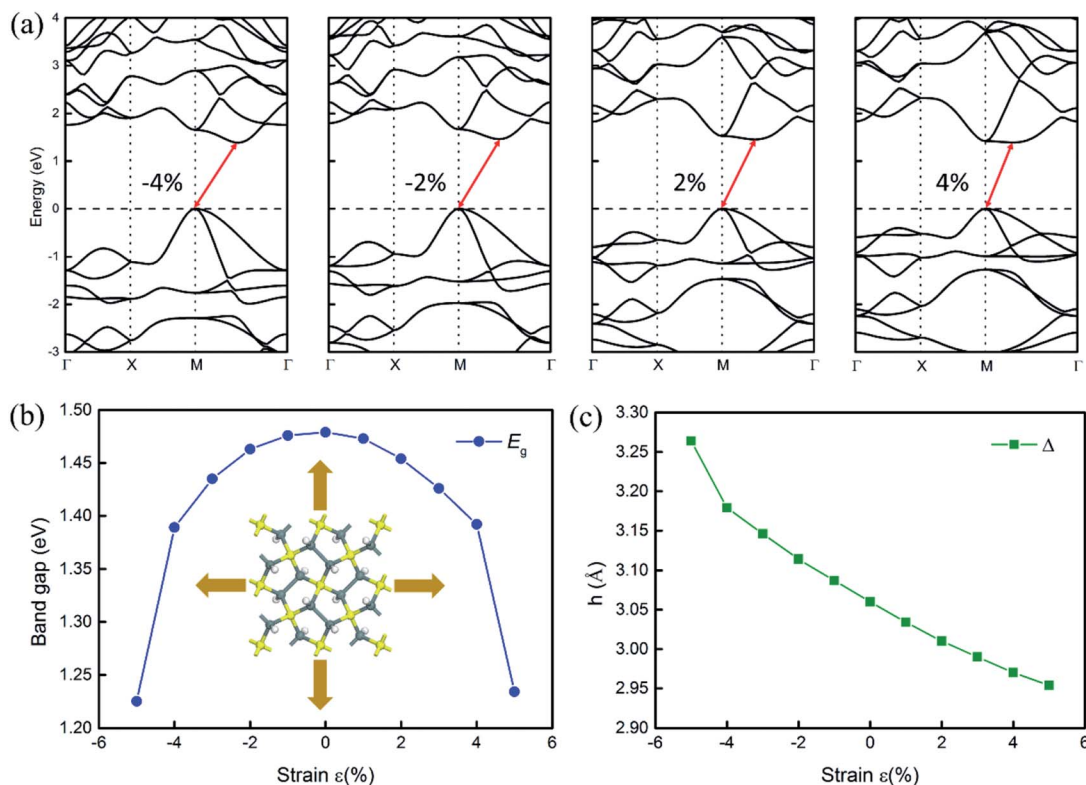 (a)
4
3
2
1
0
-1
-2
-3
Energy (eV)
-4%
-2%
2%
4%
Γ X M Γ
Γ X M Γ
Γ X M Γ
Γ X M Γ
(b)
1.50
1.45
1.40
1.35
1.30
1.25
1.20
Band gap (eV)
Eg
-6 -4 -2 0 2 4 6
Strain ε(%)
(c)
3.30
3.25
3.20
3.15
3.10
3.05
3.00
2.95
2.90
h (Å)
Δ
-6 -4 -2 0 2 4 6
Strain ε(%)